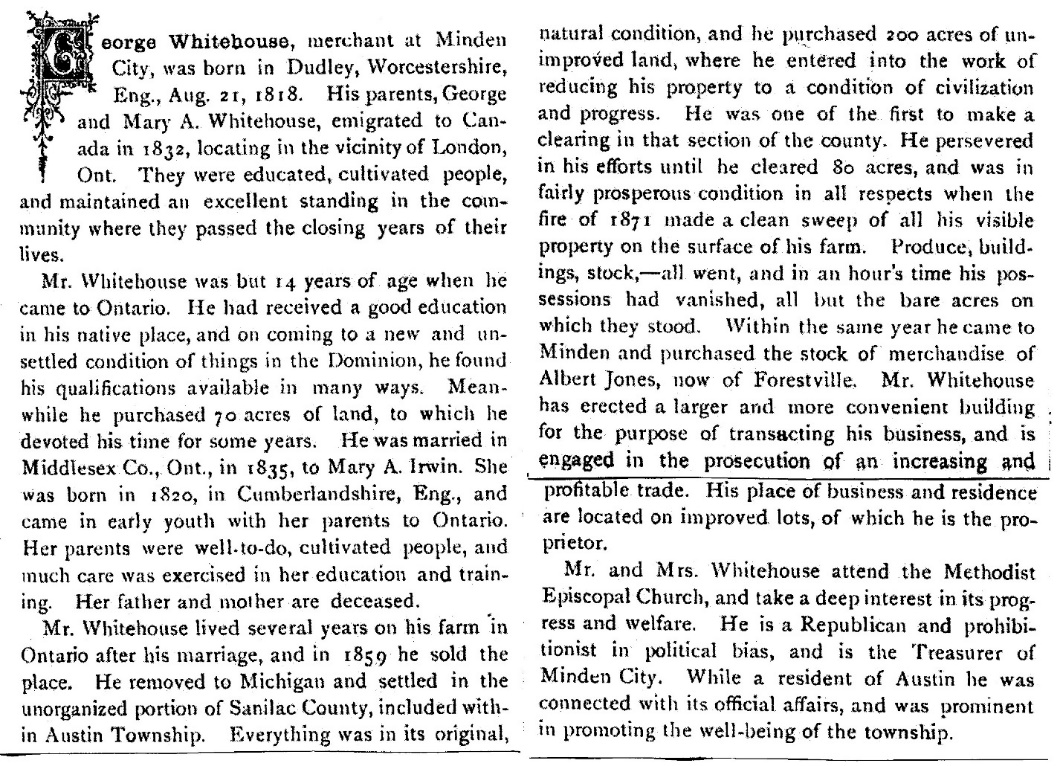 George Whitehouse, merchant at Minden
City, was born in Dudley, Worcestershire,
Eng., Aug. 21, 1818. His parents, George
and Mary A. Whitehouse, emigrated to Can-
ada in 1832, locating in the vicinity of London,
Ont. They were educated, cultivated people,
and maintained an excellent standing in the com-
munity where they passed the closing years of their
lives.
Mr. Whitehouse was but 14 years of age when he
came to Ontario. He had received a good education
in his native place, and on coming to a new and un-
settled condition of things in the Dominion, he found
his qualifications available in many ways. Mean-
while he purchased 70 acres of land, to which he
devoted his time for some years. He was married in
Middlesex Co., Ont., in 1835, to Mary A. Irwin. She
was born in 1820, in Cumberlandshire, Eng., and
came in early youth with her parents to Ontario.
Her parents were well-to-do, cultivated people, and
much care was exercised in her education and train-
ing. Her father and mother are deceased.
Mr. Whitehouse lived several years on his farm in
Ontario after his marriage, and in 1859 he sold the
place. He removed to Michigan and settled in the
unorganized portion of Sanilac County, included with-
in Austin Township. Everything was in its original,
natural condition, and he purchased 200 acres of un-
improved land, where he entered into the work of
reducing his property to a condition of civilization
and progress. He was one of the first to make a
clearing in that section of the county. He persevered
in his efforts until he cleared 80 acres, and was in
fairly prosperous condition in all respects when the
fire of 1871 made a clean sweep of all his visible
property on the surface of his farm. Produce, build-
ings, stock,—all went, and in an hour's time his pos-
sessions had vanished, all but the bare acres on
which they stood. Within the same year he came to
Minden and purchased the stock of merchandise of
Albert Jones, now of Forestville. Mr. Whitehouse
has erected a larger and more convenient building
for the purpose of transacting his business, and is
engaged in the prosecution of an increasing and
profitable trade. His place of business and residence
are located on improved lots, of which he is the pro-
prietor.
Mr. and Mrs. Whitehouse attend the Methodist
Episcopal Church, and take a deep interest in its prog-
ress and welfare. He is a Republican and prohibi-
tionist in political bias, and is the Treasurer of
Minden City. While a resident of Austin he was
connected with its official affairs, and was prominent
in promoting the well-being of the township.